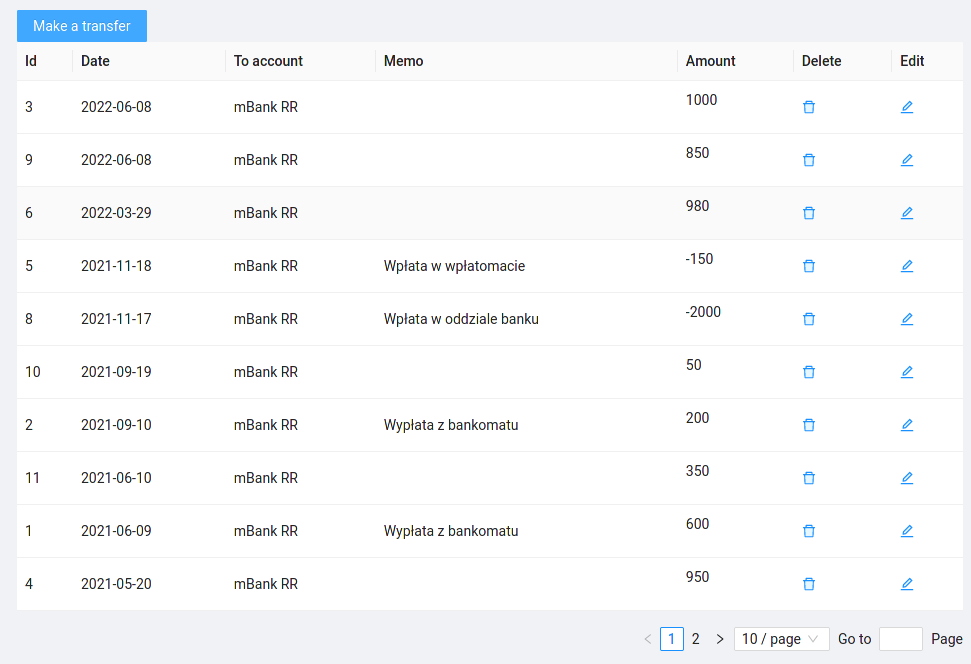 Make a transfer
Id Date To account Memo Amount Delete Edit
3 2022-06-08 mBank RR 1000
9 2022-06-08 mBank RR 850
6 2022-03-29 mBank RR 980
5 2021-11-18 mBank RR Wpłata w wpłatomacie -150
8 2021-11-17 mBank RR Wpłata w oddziale banku -2000
10 2021-09-19 mBank RR 50
2 2021-09-10 mBank RR Wypłata z bankomatu 200
11 2021-06-10 mBank RR 350
1 2021-06-09 mBank RR Wypłata z bankomatu 600
4 2021-05-20 mBank RR 950
< 1 2 > 10 / page Go to Page